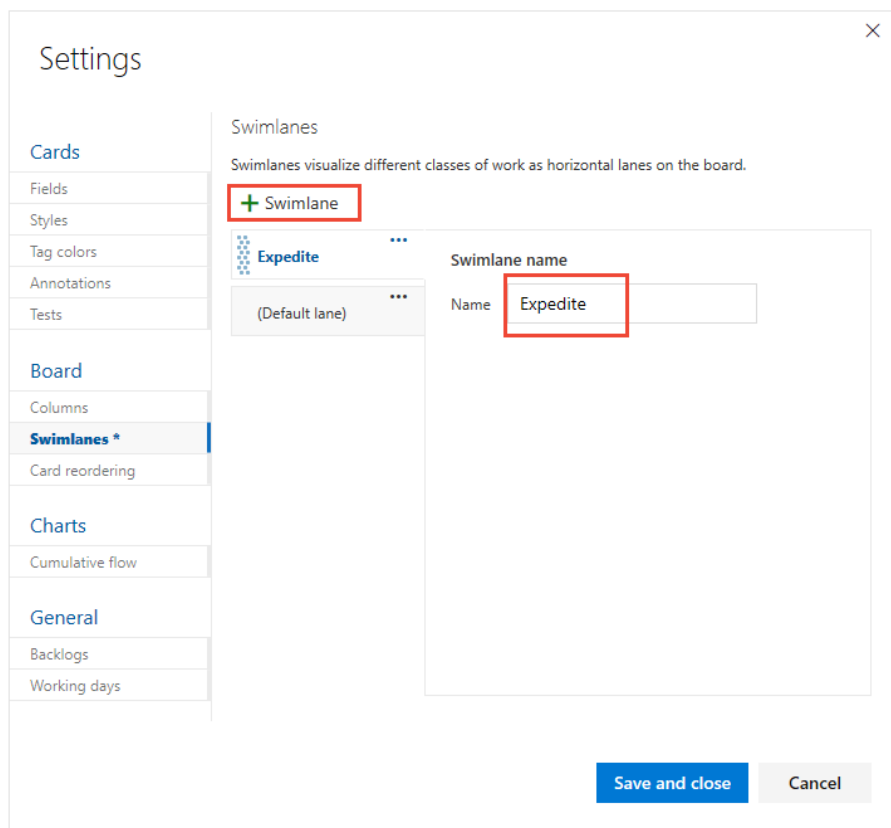 Settings
Cards
Fields
Styles
Tag colors
Annotations
Tests
Board
Columns
Swimlanes *
Card reordering
Charts
Cumulative flow
General
Backlogs
Working days
Swimlanes
Swimlanes visualize different classes of work as horizontal lanes on the board.
+ Swimlane
Expedite
(Default lane)
Swimlane name
Name Expedite
Save and close Cancel